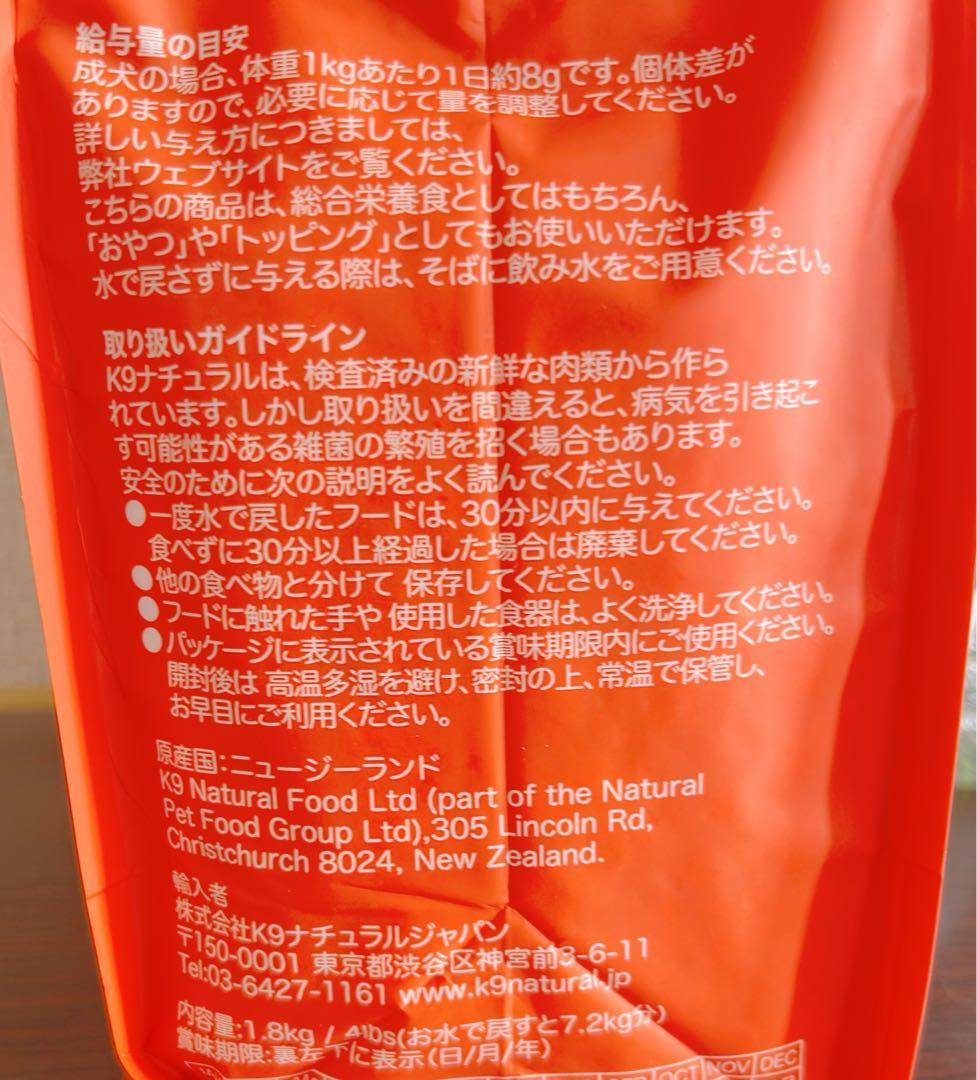 給与量の目安
成犬の場合、体重1kgあたり1日約8gです。個体差が
ありますので、必要に応じて量を調整してください。
詳しい与え方につきましては、
弊社ウェブサイトをご覧ください。
こちらの商品は、総合栄養食としてはもちろん、
「おやつ」や「トッピング」としてもお使いいただけます。
水で戻さずに与える際は、そばに飲み水をご用意ください。
取り扱いガイドライン
K9ナチュラルは、検査済みの新鮮な肉類から作ら
れています。しかし取り扱いを間違えると、病気を引き起こ
す可能性がある雑菌の繁殖を招く場合もあります。
安全のために次の説明をよく読んでください。
●一度水で戻したフードは、30分以内に与えてください。
食べずに30分以上経過した場合は廃棄してください。
●他の食べ物と分けて 保存してください。
●フードに触れた手や 使用した食器は、よく洗浄してください。
●パッケージに表示されている賞味期限内にご使用ください。
開封後は 高温多湿を避け、密封の上、常温で保管し、
お早目にご利用ください。
原産国：ニュージーランド
K9 Natural Food Ltd (part of the Natural
Pet Food Group Ltd),305 Lincoln Rd,
Christchurch 8024, New Zealand.
輸入者
株式会社K9ナチュラルジャパン
〒150-0001 東京都渋谷区神宮前3-6-11
Tel:03-6427-1161 www.k9natural.jp
内容量:1.8kg / 4lbs(お水で戻すと7.2kg分)
賞味期限:裏左下に表示(日/月/年)
OCT NOV DEC